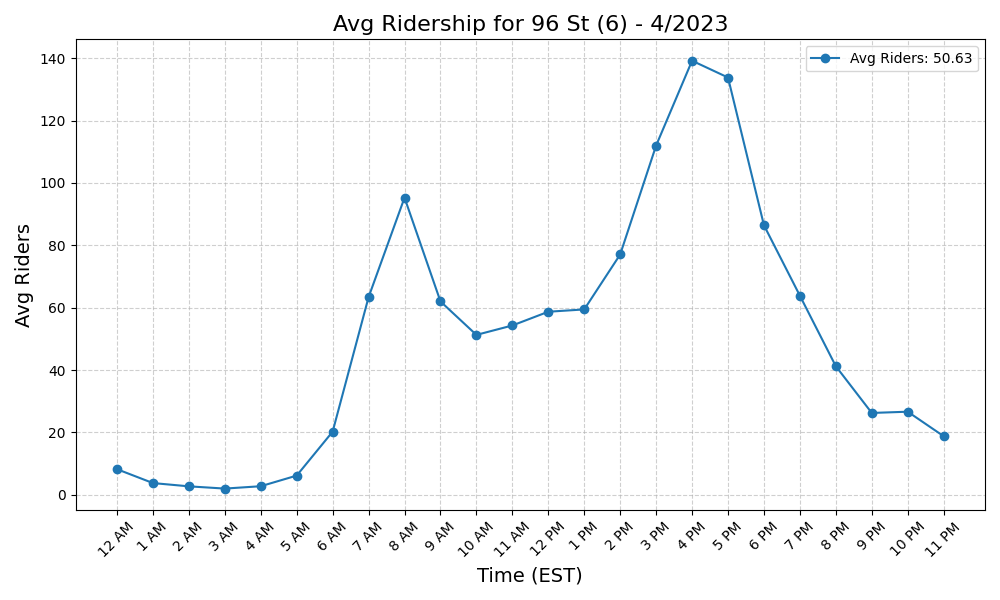 Avg Ridership for 96 St (6) - 4/2023
Avg Riders: 50.63
Avg Riders
140
120
100
80
60
40
20
0
12 AM
1 AM
2 AM
3 AM
4 AM
5 AM
6 AM
7 AM
8 AM
9 AM
10 AM
11 AM
12 PM
1 PM
2 PM
3 PM
4 PM
5 PM
6 PM
7 PM
8 PM
9 PM
10 PM
11 PM
Time (EST)